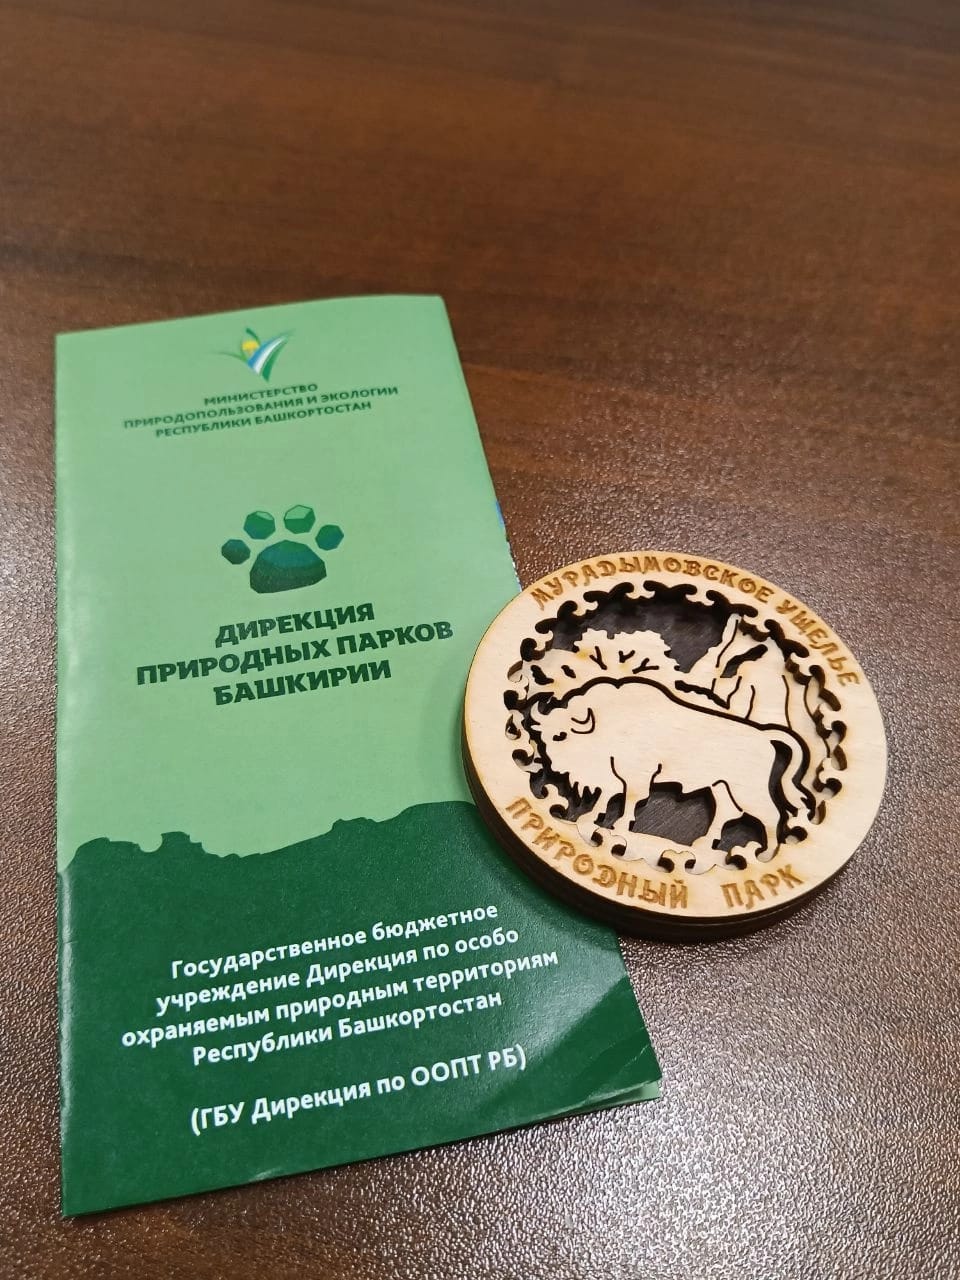 МИНИСТЕРСТВО
ПРИРОДОПОЛЬЗОВАНИЯ И ЭКОЛОГИИ
РЕСПУБЛИКИ БАШКОРТОСТАН
ДИРЕКЦИЯ
ПРИРОДНЫХ ПАРКОВ
БАШКИРИИ
Государственное бюджетное
учреждение Дирекция по особо
охраняемым природным территориям
Республики Башкортостан
(ГБУ Дирекция по ООПТ РБ)
МУРАДЫМОВСКОЕ УЩЕЛЬЕ
ПРИРОДНЫЙ ПАРК